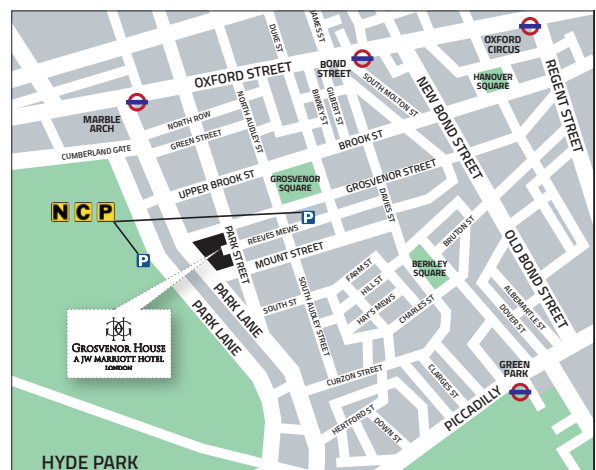 DUKE ST
JAMES ST
OXFORD
CIRCUS
BOND
STREET
OXFORD STREET
HANOVER
SQUARE
REGENT STREET
MARBLE
ARCH
NORTH ROW
GREEN STREET
NORTH AUDLEY ST
BINNEY ST
GILBERT ST
SOUTH MOLTON ST
NEW BOND STREET
BROOK ST
CUMBERLAND GATE
UPPER BROOK ST
GROSVENOR
SQUARE
GROSVENOR STREET
DAVIES ST
N C P
P
P
PARK STREET
REEVES MEWS
MOUNT STREET
BRUTON ST
BERKLEY
SQUARE
OLD BOND STREET
FARM ST
HILL ST
HAY'S MEWS
CHARLES ST
SOUTH ST
SOUTH AUDLEY STREET
ALBEMARTLE ST
DOVER ST
PARK LANE
PARK LANE
GROSVENOR HOUSE
A JW MARRIOTT HOTEL
LONDON
CURZON STREET
CLARGES ST
GREEN
PARK
PICCADILLY
HERTFORD ST
DOWN ST
HYDE PARK